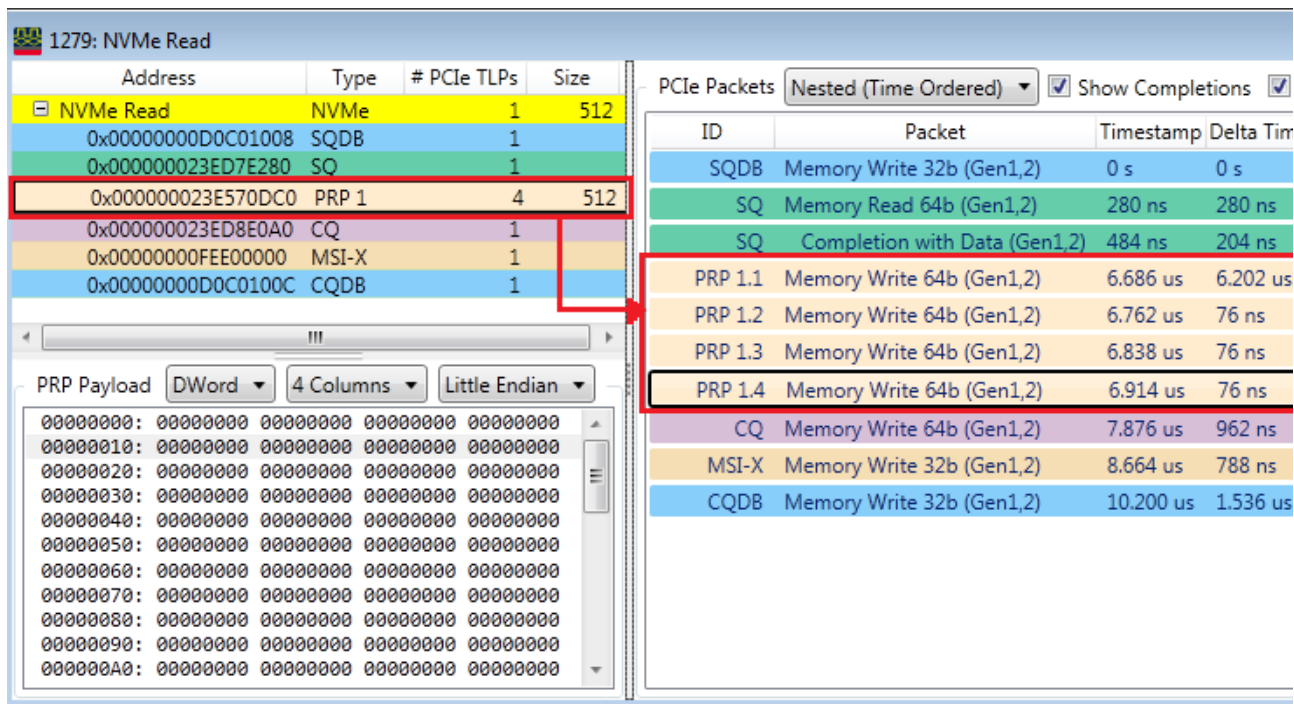 1279: NVMe Read
Address Type # PCIe TLPs Size
NVMe Read NVMe 1 512
0x00000000D0C01008 SQDB 1
0x000000023ED7E280 SQ 1
0x000000023E570DC0 PRP 1 4 512
0x000000023ED8E0A0 CQ 1
0x00000000FEE00000 MSI-X 1
0x00000000D0C0100C CQDB 1
PRP Payload DWord 4 Columns Little Endian
00000000: 00000000 00000000 00000000 00000000
00000010: 00000000 00000000 00000000 00000000
00000020: 00000000 00000000 00000000 00000000
00000030: 00000000 00000000 00000000 00000000
00000040: 00000000 00000000 00000000 00000000
00000050: 00000000 00000000 00000000 00000000
00000060: 00000000 00000000 00000000 00000000
00000070: 00000000 00000000 00000000 00000000
00000080: 00000000 00000000 00000000 00000000
00000090: 00000000 00000000 00000000 00000000
000000A0: 00000000 00000000 00000000 00000000
PCIe Packets Nested (Time Ordered) Show Completions
ID Packet Timestamp Delta Tim
SQDB Memory Write 32b (Gen1,2) 0 s 0 s
SQ Memory Read 64b (Gen1,2) 280 ns 280 ns
SQ Completion with Data (Gen1,2) 484 ns 204 ns
PRP 1.1 Memory Write 64b (Gen1,2) 6.686 us 6.202 us
PRP 1.2 Memory Write 64b (Gen1,2) 6.762 us 76 ns
PRP 1.3 Memory Write 64b (Gen1,2) 6.838 us 76 ns
PRP 1.4 Memory Write 64b (Gen1,2) 6.914 us 76 ns
CQ Memory Write 64b (Gen1,2) 7.876 us 962 ns
MSI-X Memory Write 32b (Gen1,2) 8.664 us 788 ns
CQDB Memory Write 32b (Gen1,2) 10.200 us 1.536 us